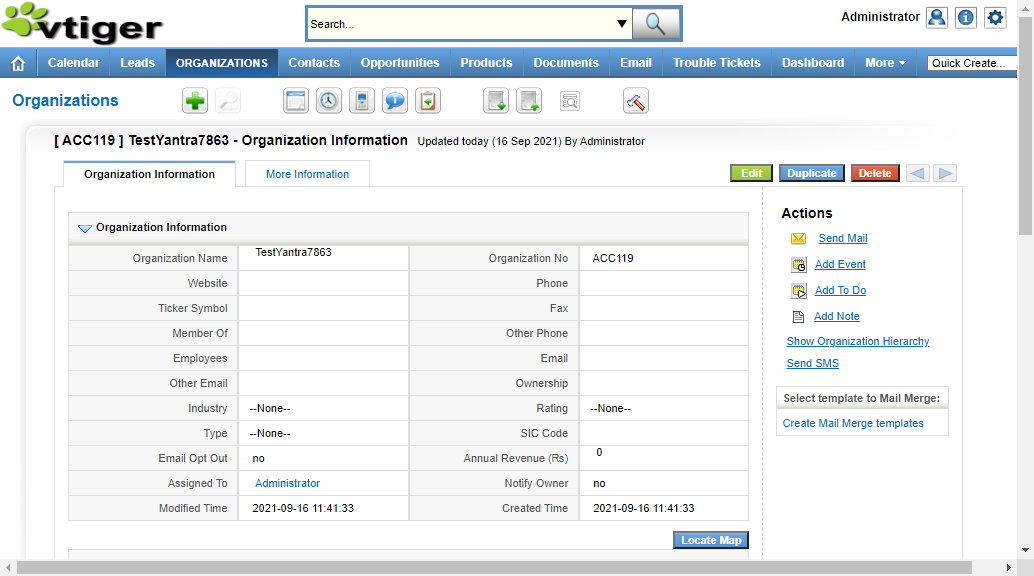 vtiger
Search...
Administrator
Calendar Leads ORGANIZATIONS Contacts Opportunities Products Documents Email Trouble Tickets Dashboard More Quick Create...
Organizations
[ ACC119 ] TestYantra7863 - Organization Information Updated today (16 Sep 2021) By Administrator
Organization Information More Information Edit Duplicate Delete
Organization Information
Organization Name TestYantra7863 Organization No ACC119
Website Phone
Ticker Symbol Fax
Member Of Other Phone
Employees Email
Other Email Ownership
Industry --None-- Rating --None--
Type --None-- SIC Code
Email Opt Out no Annual Revenue (Rs) 0
Assigned To Administrator Notify Owner no
Modified Time 2021-09-16 11:41:33 Created Time 2021-09-16 11:41:33
Locate Map
Actions
Send Mail
Add Event
Add To Do
Add Note
Show Organization Hierarchy
Send SMS
Select template to Mail Merge:
Create Mail Merge templates